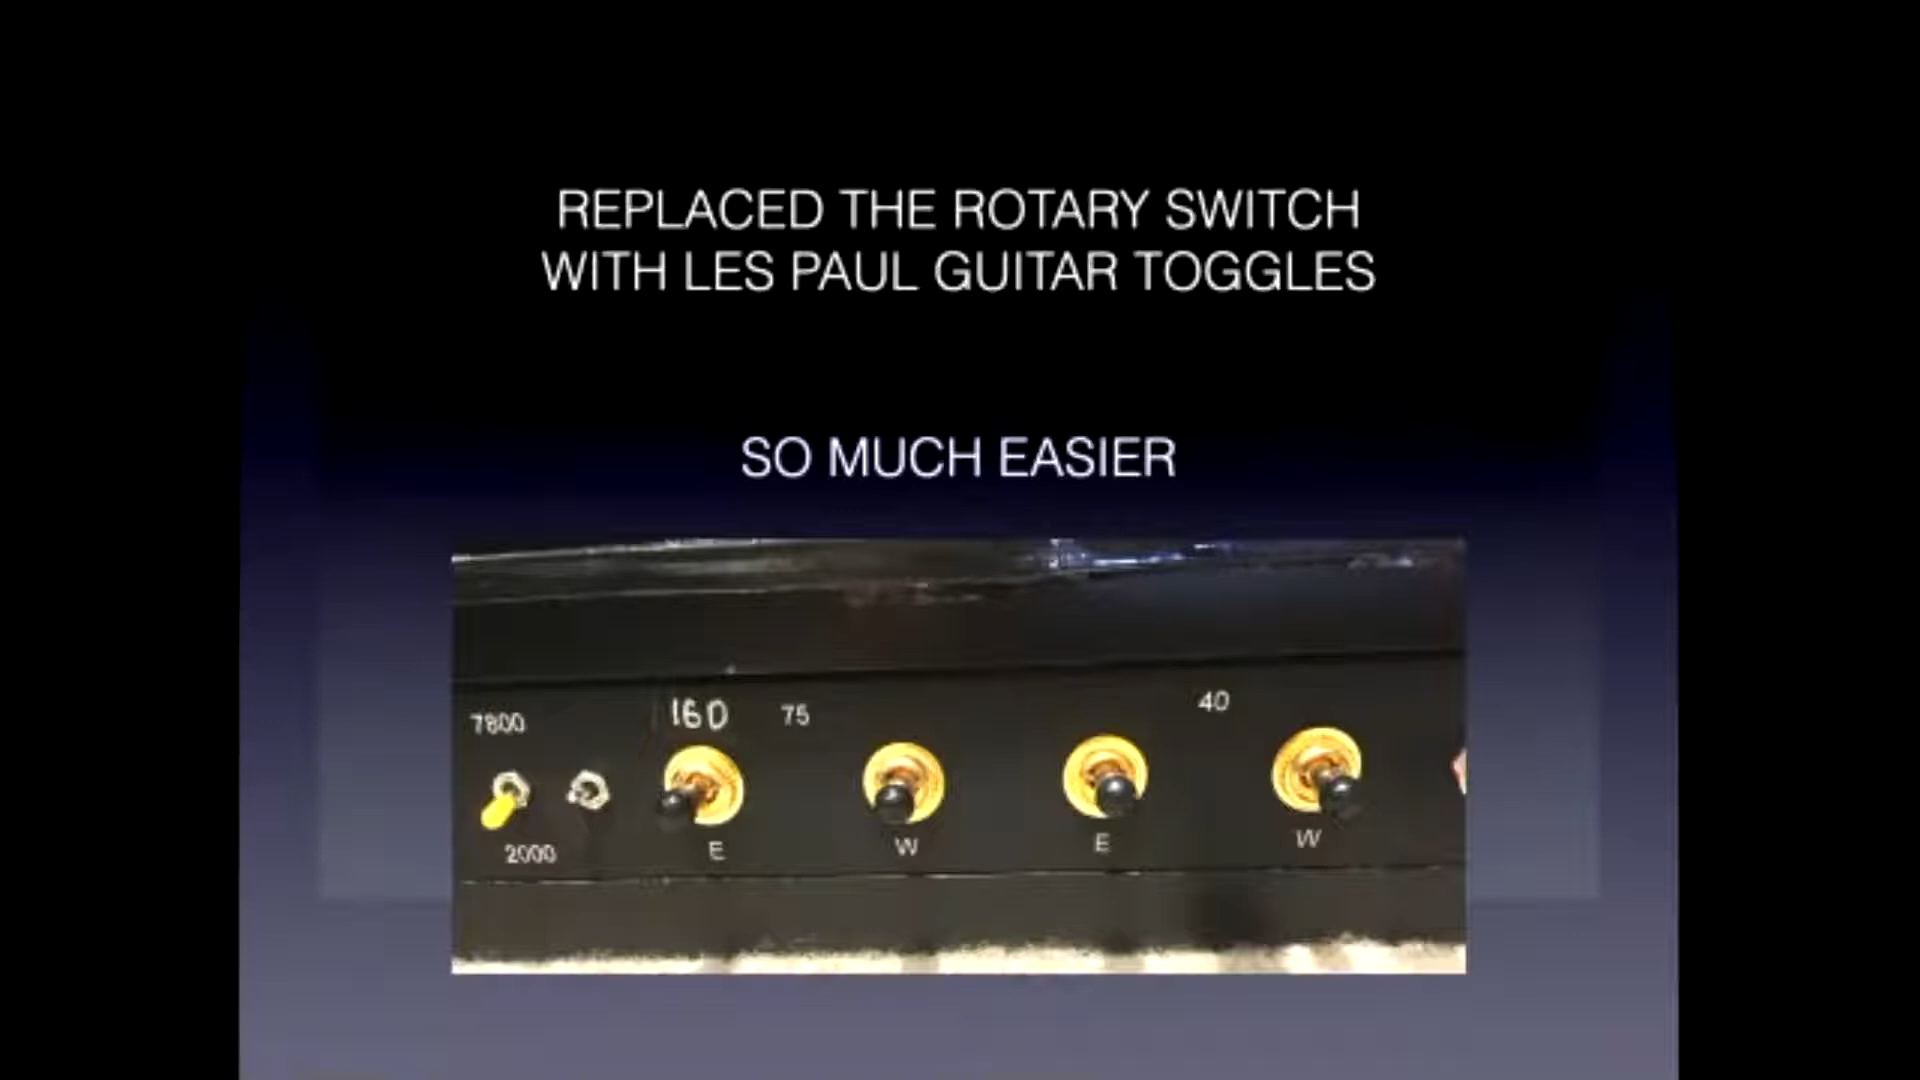 REPLACED THE ROTARY SWITCH
WITH LES PAUL GUITAR TOGGLES
SO MUCH EASIER
7800 160 75 40
2000 E W E W